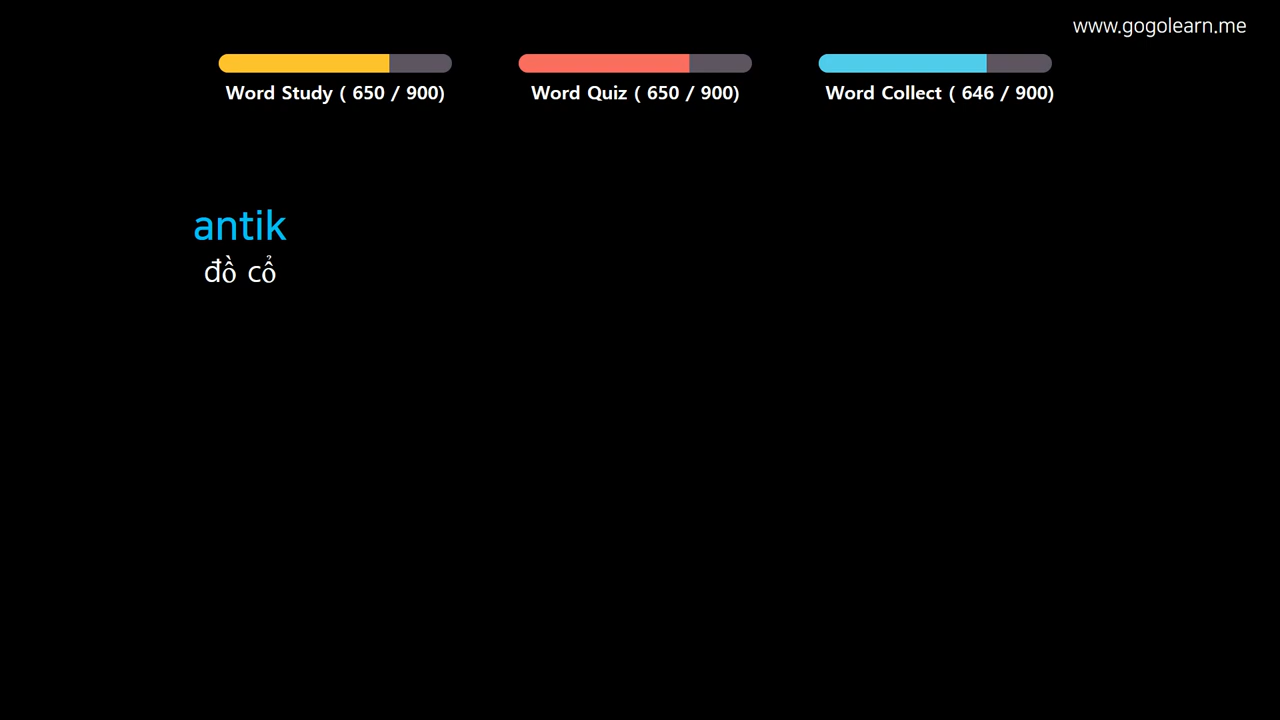 www.gogolearn.me
Word Study ( 650 / 900)
Word Quiz ( 650 / 900)
Word Collect ( 646 / 900)
antik
đồ cổ